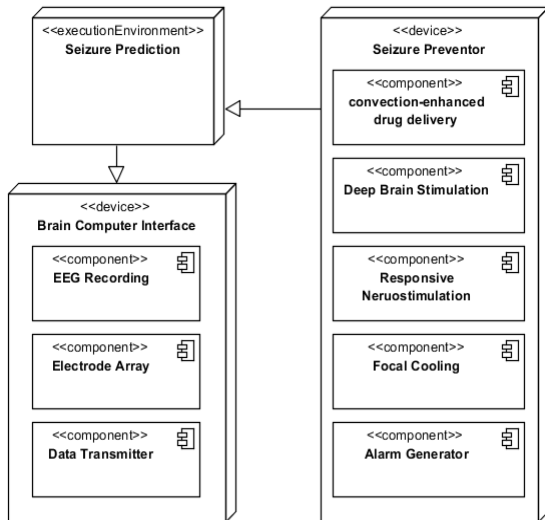 <<executionEnvironment>>
Seizure Prediction
<<device>>
Brain Computer Interface
<<component>>
EEG Recording
<<component>>
Electrode Array
<<component>>
Data Transmitter
<<device>>
Seizure Preventor
<<component>>
convection-enhanced
drug delivery
<<component>>
Deep Brain Stimulation
<<component>>
Responsive
Neruostimulation
<<component>>
Focal Cooling
<<component>>
Alarm Generator